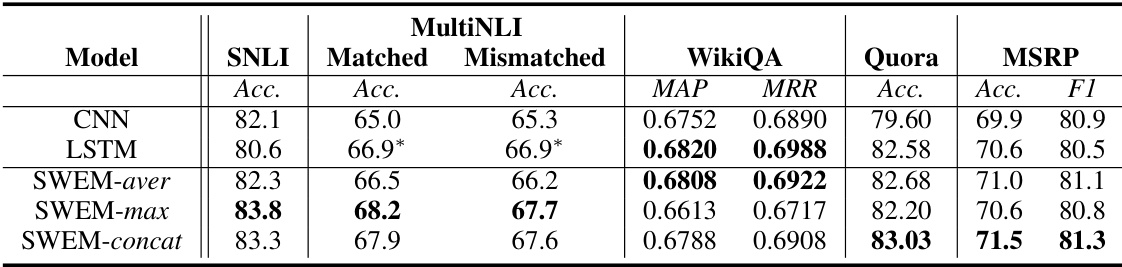 MultiNLI
Model SNLI Matched Mismatched WikiQA Quora MSRP
Acc. Acc. Acc. MAP MRR Acc. Acc. F1
CNN 82.1 65.0 65.3 0.6752 0.6890 79.60 69.9 80.9
LSTM 80.6 66.9* 66.9* 0.6820 0.6988 82.58 70.6 80.5
SWEM-aver 82.3 66.5 66.2 0.6808 0.6922 82.68 71.0 81.1
SWEM-max 83.8 68.2 67.7 0.6613 0.6717 82.20 70.6 80.8
SWEM-concat 83.3 67.9 67.6 0.6788 0.6908 83.03 71.5 81.3